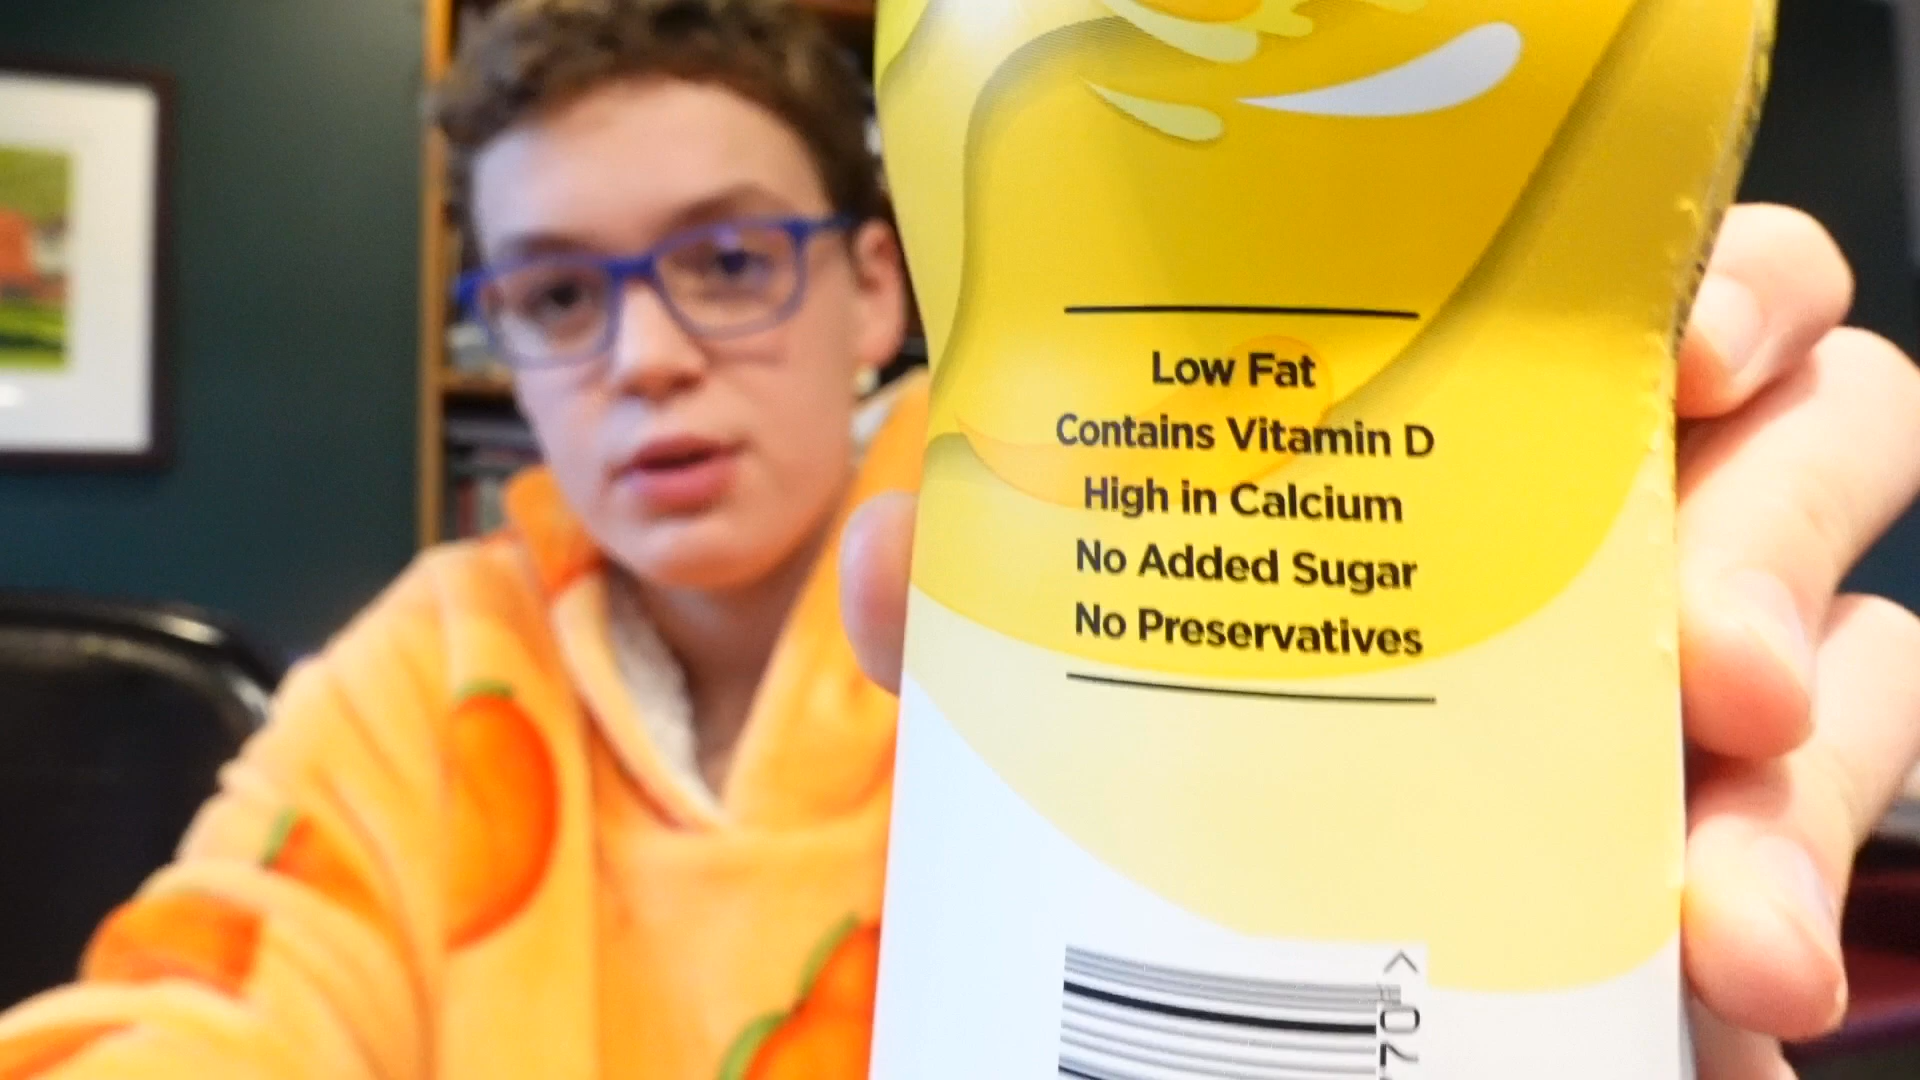 Low Fat
Contains Vitamin D
High in Calcium
No Added Sugar
No Preservatives